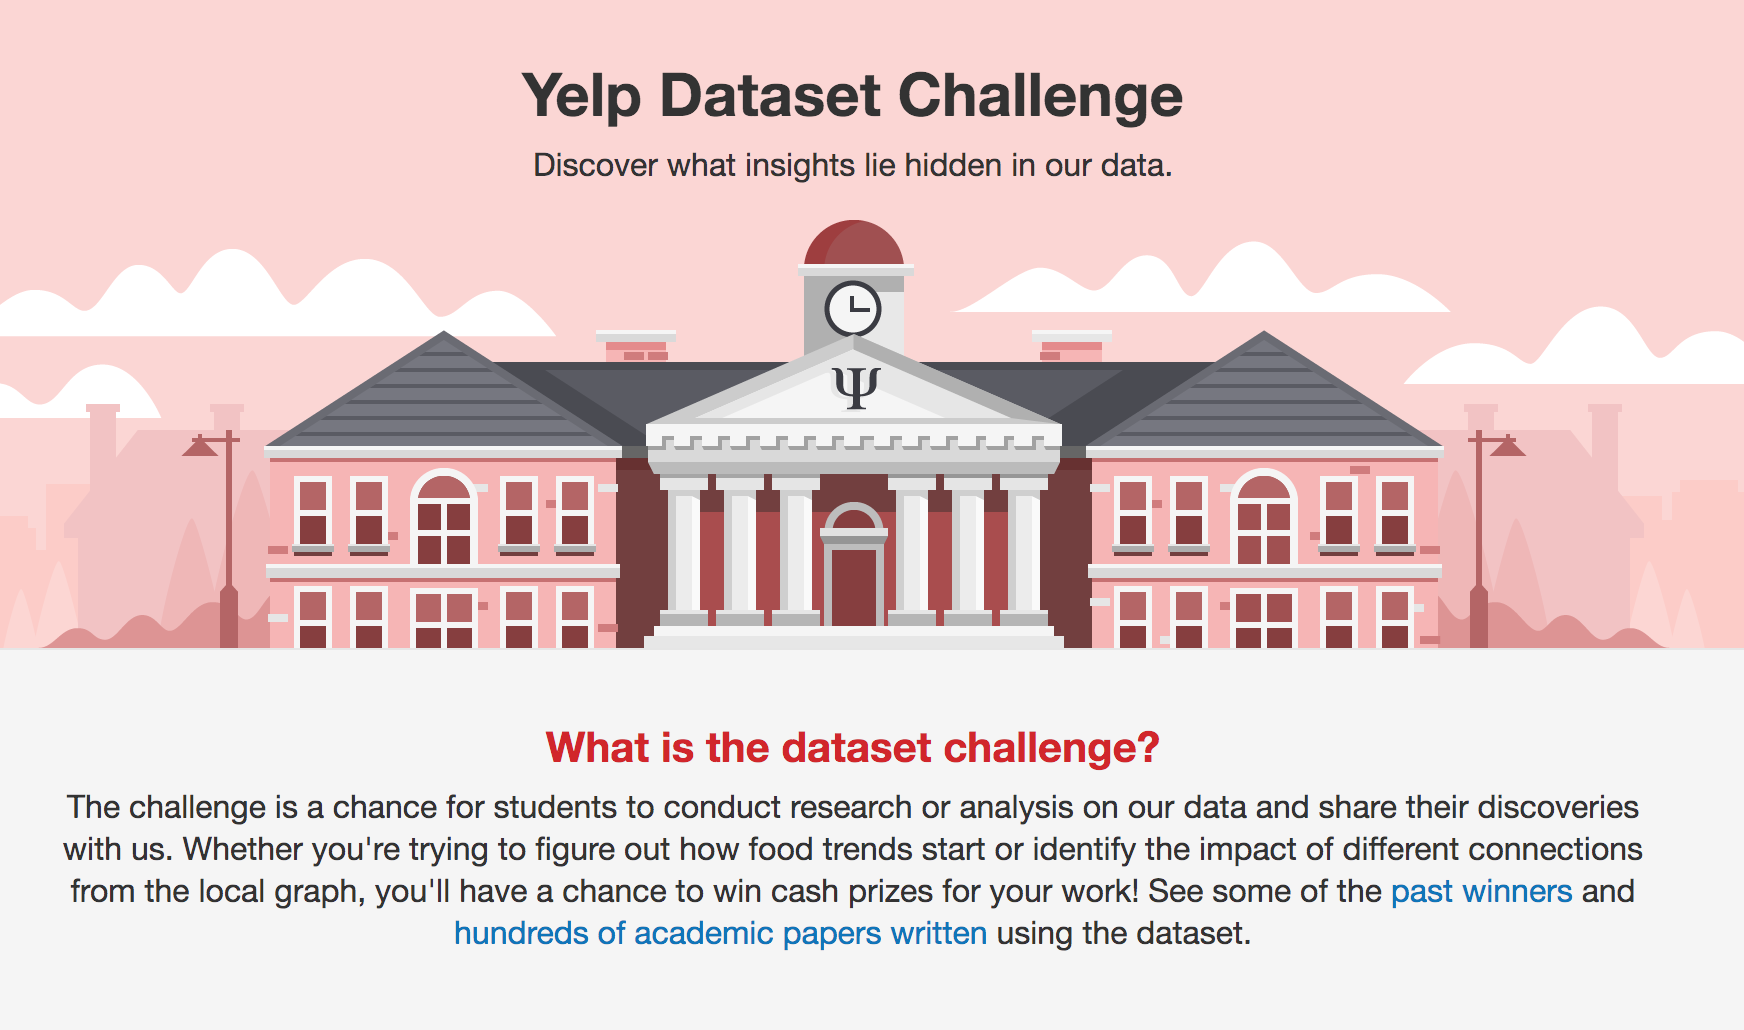 Yelp Dataset Challenge
Discover what insights lie hidden in our data.
Ψ
What is the dataset challenge?
The challenge is a chance for students to conduct research or analysis on our data and share their discoveries
with us. Whether you're trying to figure out how food trends start or identify the impact of different connections
from the local graph, you'll have a chance to win cash prizes for your work! See some of the past winners and
hundreds of academic papers written using the dataset.